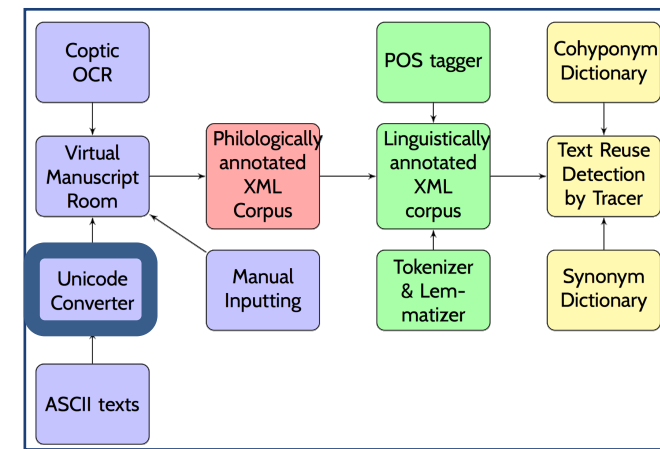 Coptic
OCR
POS tagger
Cohyponym
Dictionary
Virtual
Manuscript
Room
Philologically
annotated
XML
Corpus
Linguistically
annotated
XML
corpus
Text Reuse
Detection
by Tracer
Unicode
Converter
Manual
Inputting
Tokenizer
& Lem-
matizer
Synonym
Dictionary
ASCII texts